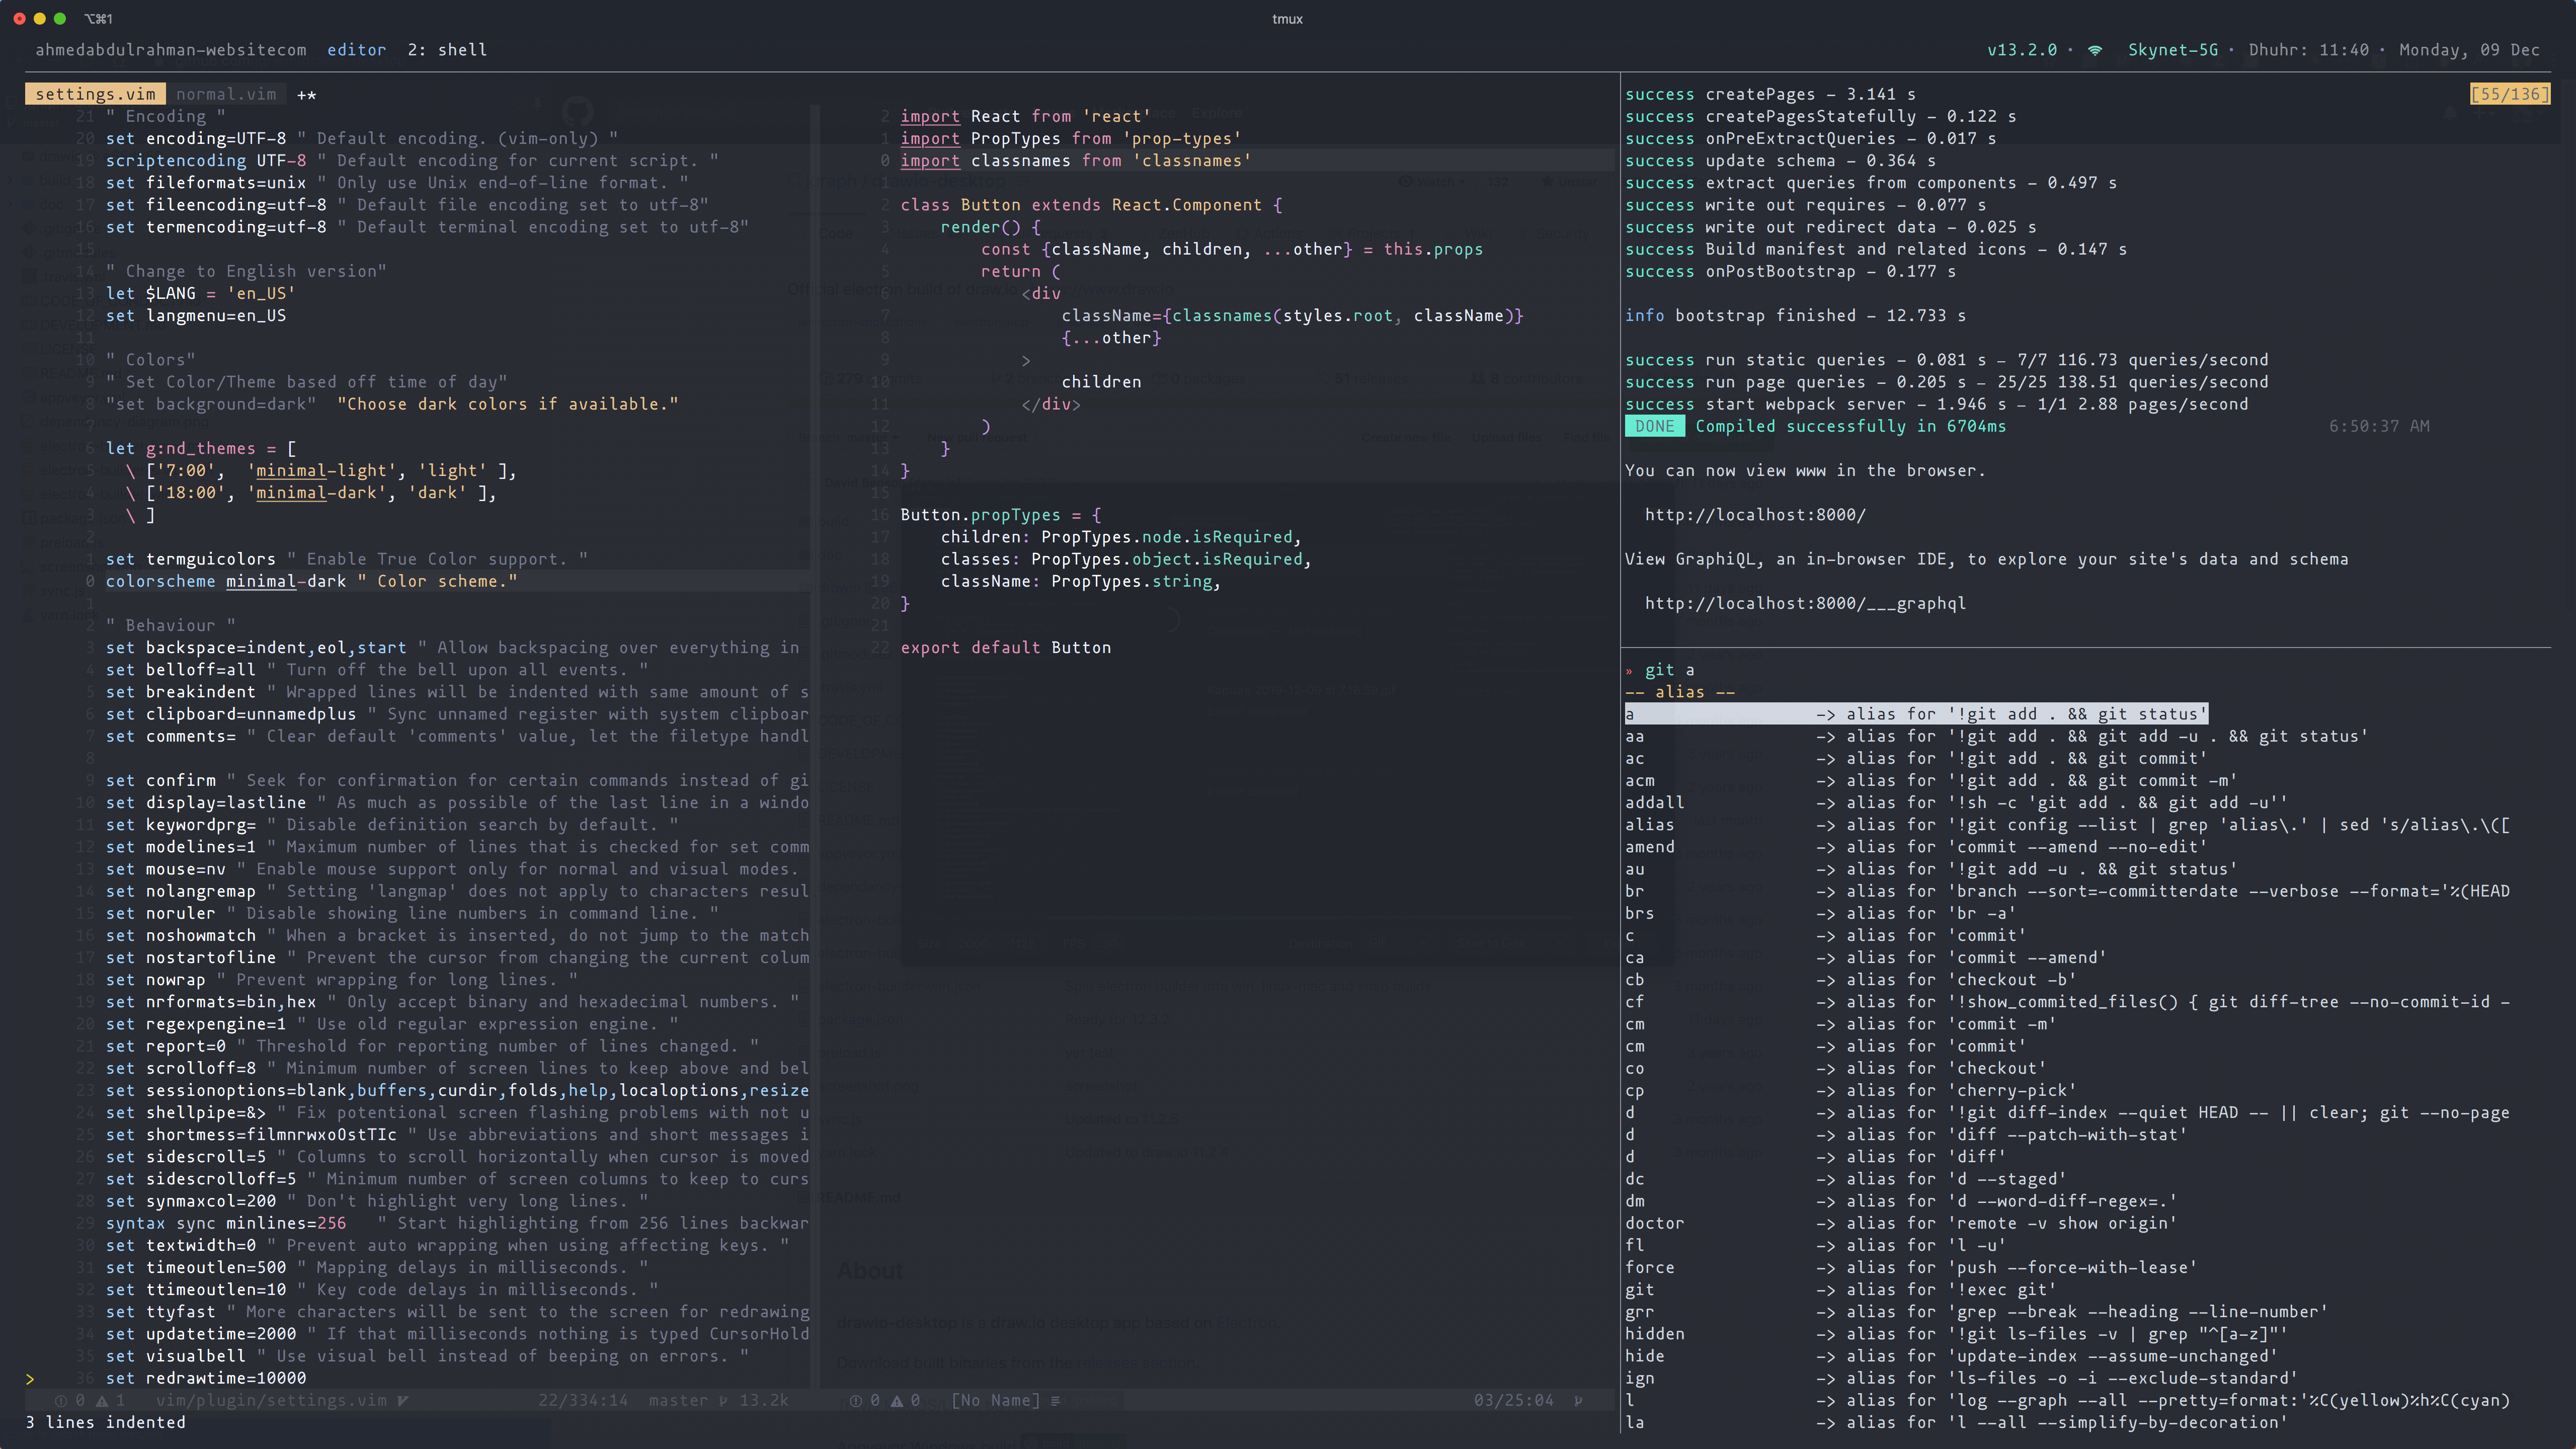 ⌥⌘1
tmux
ahmedabdulrahman-websitecom editor 2: shell
v13.2.0 • Skynet-5G • Dhuhr: 11:40 • Monday, 09 Dec
settings.vim normal.vim +*
21 " Encoding "
20 set encoding=UTF-8 " Default encoding. (vim-only) "
19 scriptencoding UTF-8 " Default encoding for current script. "
18 set fileformats=unix " Only use Unix end-of-line format. "
17 set fileencoding=utf-8 " Default file encoding set to utf-8"
16 set termencoding=utf-8 " Default terminal encoding set to utf-8"
15
14 " Change to English version"
13 let $LANG = 'en_US'
12 set langmenu=en_US
11
10 " Colors"
9 " Set Color/Theme based off time of day"
8 "set background=dark"  "Choose dark colors if available."
7
6 let g:nd_themes = [
5   \ ['7:00',  'minimal-light', 'light' ],
4   \ ['18:00', 'minimal-dark', 'dark' ],
3   \ ]
2
1 set termguicolors " Enable True Color support. "
0 colorscheme minimal-dark " Color scheme."
1
2 " Behaviour "
3 set backspace=indent,eol,start " Allow backspacing over everything in
4 set belloff=all " Turn off the bell upon all events. "
5 set breakindent " Wrapped lines will be indented with same amount of s
6 set clipboard=unnamedplus " Sync unnamed register with system clipboar
7 set comments= " Clear default 'comments' value, let the filetype handl
8
9 set confirm " Seek for confirmation for certain commands instead of gi
10 set display=lastline " As much as possible of the last line in a windo
11 set keywordprg= " Disable definition search by default. "
12 set modelines=1 " Maximum number of lines that is checked for set comm
13 set mouse=nv " Enable mouse support only for normal and visual modes.
14 set nolangremap " Setting 'langmap' does not apply to characters resul
15 set noruler " Disable showing line numbers in command line. "
16 set noshowmatch " When a bracket is inserted, do not jump to the match
17 set nostartofline " Prevent the cursor from changing the current colum
18 set nowrap " Prevent wrapping for long lines. "
19 set nrformats=bin,hex " Only accept binary and hexadecimal numbers. "
20 set regexpengine=1 " Use old regular expression engine. "
21 set report=0 " Threshold for reporting number of lines changed. "
22 set scrolloff=8 " Minimum number of screen lines to keep above and bel
23 set sessionoptions=blank,buffers,curdir,folds,help,localoptions,resize
24 set shellpipe=&> " Fix potentional screen flashing problems with not u
25 set shortmess=filmnrwxoOstTIc " Use abbreviations and short messages i
26 set sidescroll=5 " Columns to scroll horizontally when cursor is moved
27 set sidescrolloff=5 " Minimum number of screen columns to keep to curs
28 set synmaxcol=200 " Don't highlight very long lines. "
29 syntax sync minlines=256   " Start highlighting from 256 lines backwar
30 set textwidth=0 " Prevent auto wrapping when using affecting keys. "
31 set timeoutlen=500 " Mapping delays in milliseconds. "
32 set ttimeoutlen=10 " Key code delays in milliseconds. "
33 set ttyfast " More characters will be sent to the screen for redrawing
34 set updatetime=2000 " If that milliseconds nothing is typed CursorHold
35 set visualbell " Use visual bell instead of beeping on errors. "
> 36 set redrawtime=10000
0 1 vim/plugin/settings.vim 22/334:14 master 13.2k
3 lines indented
2 import React from 'react'
1 import PropTypes from 'prop-types'
0 import classnames from 'classnames'
1
2 class Button extends React.Component {
3     render() {
4         const {className, children, ...other} = this.props
5         return (
6             <div
7                 className={classnames(styles.root, className)}
8                 {...other}
9             >
10                 children
11             </div>
12         )
13     }
14 }
15
16 Button.propTypes = {
17     children: PropTypes.node.isRequired,
18     classes: PropTypes.object.isRequired,
19     className: PropTypes.string,
20 }
21
22 export default Button
0 0 [No Name] 03/25:04
success createPages – 3.141 s [55/136]
success createPagesStatefully – 0.122 s
success onPreExtractQueries – 0.017 s
success update schema – 0.364 s
success extract queries from components – 0.497 s
success write out requires – 0.077 s
success write out redirect data – 0.025 s
success Build manifest and related icons – 0.147 s
success onPostBootstrap – 0.177 s
info bootstrap finished – 12.733 s
success run static queries – 0.081 s – 7/7 116.73 queries/second
success run page queries – 0.205 s – 25/25 138.51 queries/second
success start webpack server – 1.946 s – 1/1 2.88 pages/second
DONE Compiled successfully in 6704ms 6:50:37 AM
You can now view www in the browser.
http://localhost:8000/
View GraphiQL, an in-browser IDE, to explore your site's data and schema
http://localhost:8000/___graphql
» git a
-- alias --
a -> alias for '!git add . && git status'
aa -> alias for '!git add . && git add -u . && git status'
ac -> alias for '!git add . && git commit'
acm -> alias for '!git add . && git commit -m'
addall -> alias for '!sh -c 'git add . && git add -u''
alias -> alias for '!git config --list | grep 'alias\.' | sed 's/alias\.\([
amend -> alias for 'commit --amend --no-edit'
au -> alias for '!git add -u . && git status'
br -> alias for 'branch --sort=-committerdate --verbose --format='%(HEAD
brs -> alias for 'br -a'
c -> alias for 'commit'
ca -> alias for 'commit --amend'
cb -> alias for 'checkout -b'
cf -> alias for '!show_commited_files() { git diff-tree --no-commit-id -
cm -> alias for 'commit -m'
cm -> alias for 'commit'
co -> alias for 'checkout'
cp -> alias for 'cherry-pick'
d -> alias for '!git diff-index --quiet HEAD -- || clear; git --no-page
d -> alias for 'diff --patch-with-stat'
d -> alias for 'diff'
dc -> alias for 'd --staged'
dm -> alias for 'd --word-diff-regex=.'
doctor -> alias for 'remote -v show origin'
fl -> alias for 'l -u'
force -> alias for 'push --force-with-lease'
git -> alias for '!exec git'
grr -> alias for 'grep --break --heading --line-number'
hidden -> alias for '!git ls-files -v | grep "^[a-z]"'
hide -> alias for 'update-index --assume-unchanged'
ign -> alias for 'ls-files -o -i --exclude-standard'
l -> alias for 'log --graph --all --pretty=format:'%C(yellow)%h%C(cyan)
la -> alias for 'l --all --simplify-by-decoration'